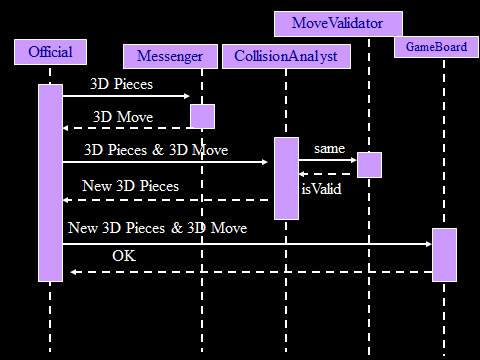 MoveValidator
Official
Messenger
CollisionAnalyst
GameBoard
3D Pieces
3D Move
3D Pieces & 3D Move
same
New 3D Pieces
isValid
New 3D Pieces & 3D Move
OK